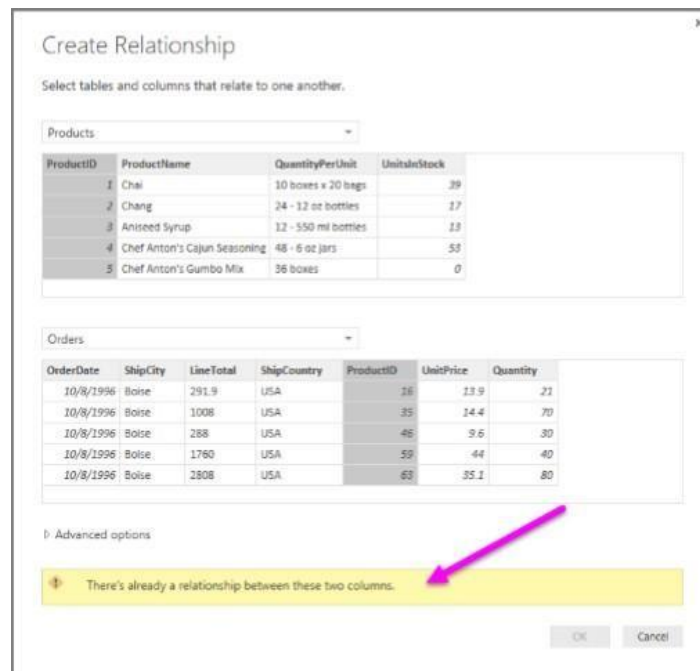 Create Relationship
Select tables and columns that relate to one another.
Products
ProductID ProductName QuantityPerUnit UnitsInStock
1 Chai 10 boxes x 20 bags 39
2 Chang 24 - 12 oz bottles 17
3 Aniseed Syrup 12 - 550 ml bottles 13
4 Chef Anton's Cajun Seasoning 48 - 6 oz jars 53
5 Chef Anton's Gumbo Mix 36 boxes 0
Orders
OrderDate ShipCity LineTotal ShipCountry ProductID UnitPrice Quantity
10/8/1996 Boise 291.9 USA 16 13.9 21
10/8/1996 Boise 1008 USA 35 14.4 70
10/8/1996 Boise 288 USA 46 9.6 30
10/8/1996 Boise 1760 USA 59 44 40
10/8/1996 Boise 2808 USA 63 35.1 80
Advanced options
There's already a relationship between these two columns.
OK Cancel